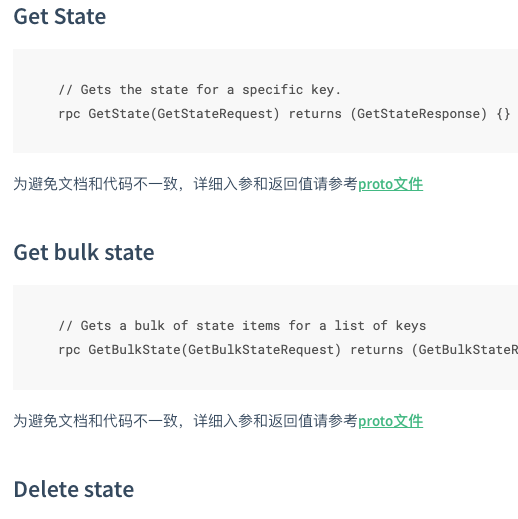 Get State
// Gets the state for a specific key.
rpc GetState(GetStateRequest) returns (GetStateResponse) {}
为避免文档和代码不一致，详细入参和返回值请参考proto文件
Get bulk state
// Gets a bulk of state items for a list of keys
rpc GetBulkState(GetBulkStateRequest) returns (GetBulkStateR
为避免文档和代码不一致，详细入参和返回值请参考proto文件
Delete state